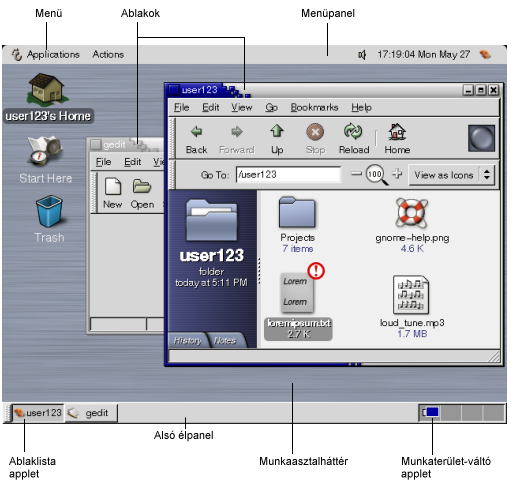 Menü
Ablakok
Menüpanel
Applications Actions
17:19:04 Mon May 27
user123
File Edit View Go Bookmarks Help
Back Forward Up Stop Reload Home
Go To: /user123
100
View as Icons
user123's Home
Start Here
Trash
gedit
File Edit
New Open
user123
folder
today at 5:11 PM
History Notes
Projects
7 items
gnome-help.png
4.6 K
Lorem
Lorem
loremipsum.txt
2.7 K
loud_tune.mp3
1.7 MB
user123 gedit
Alsó élpanel
Ablaklista
applet
Munkaasztalháttér
Munkaterület-váltó
applet